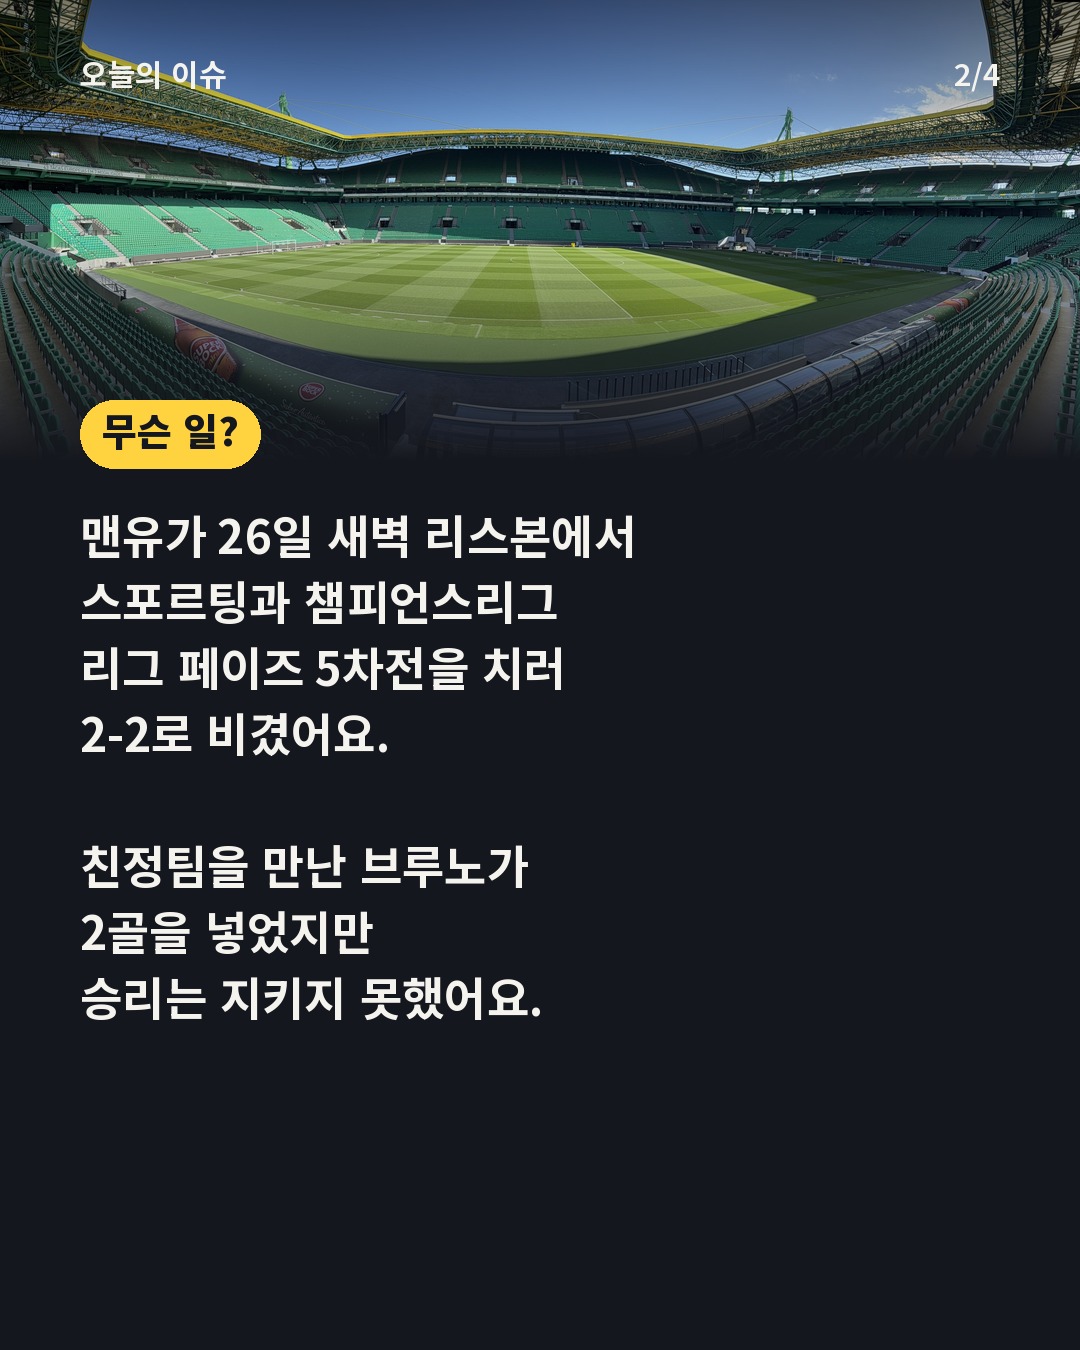 오늘의 이슈
2/4
무슨 일?
맨유가 26일 새벽 리스본에서
스포르팅과 챔피언스리그
리그 페이즈 5차전을 치러
2-2로 비겼어요.
친정팀을 만난 브루노가
2골을 넣었지만
승리는 지키지 못했어요.